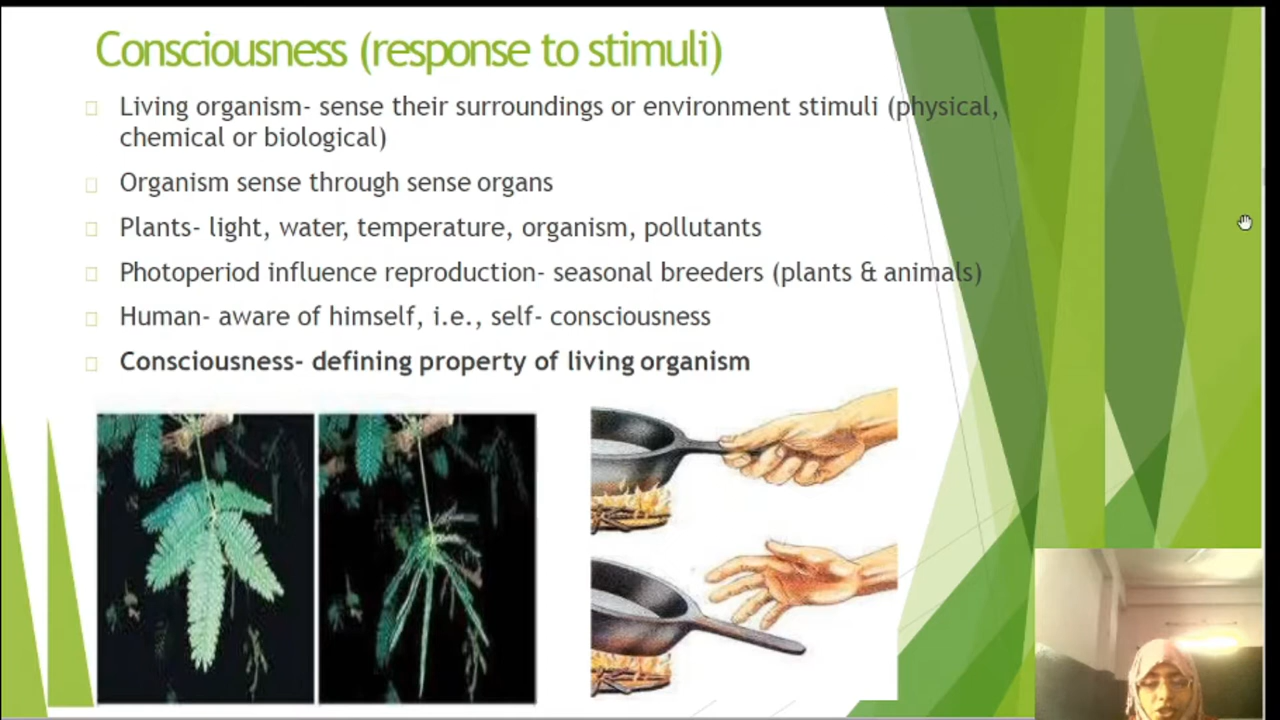 Consciousness (response to stimuli)
Living organism- sense their surroundings or environment stimuli (physical,
chemical or biological)
Organism sense through sense organs
Plants- light, water, temperature, organism, pollutants
Photoperiod influence reproduction- seasonal breeders (plants & animals)
Human- aware of himself, i.e., self- consciousness
Consciousness- defining property of living organism